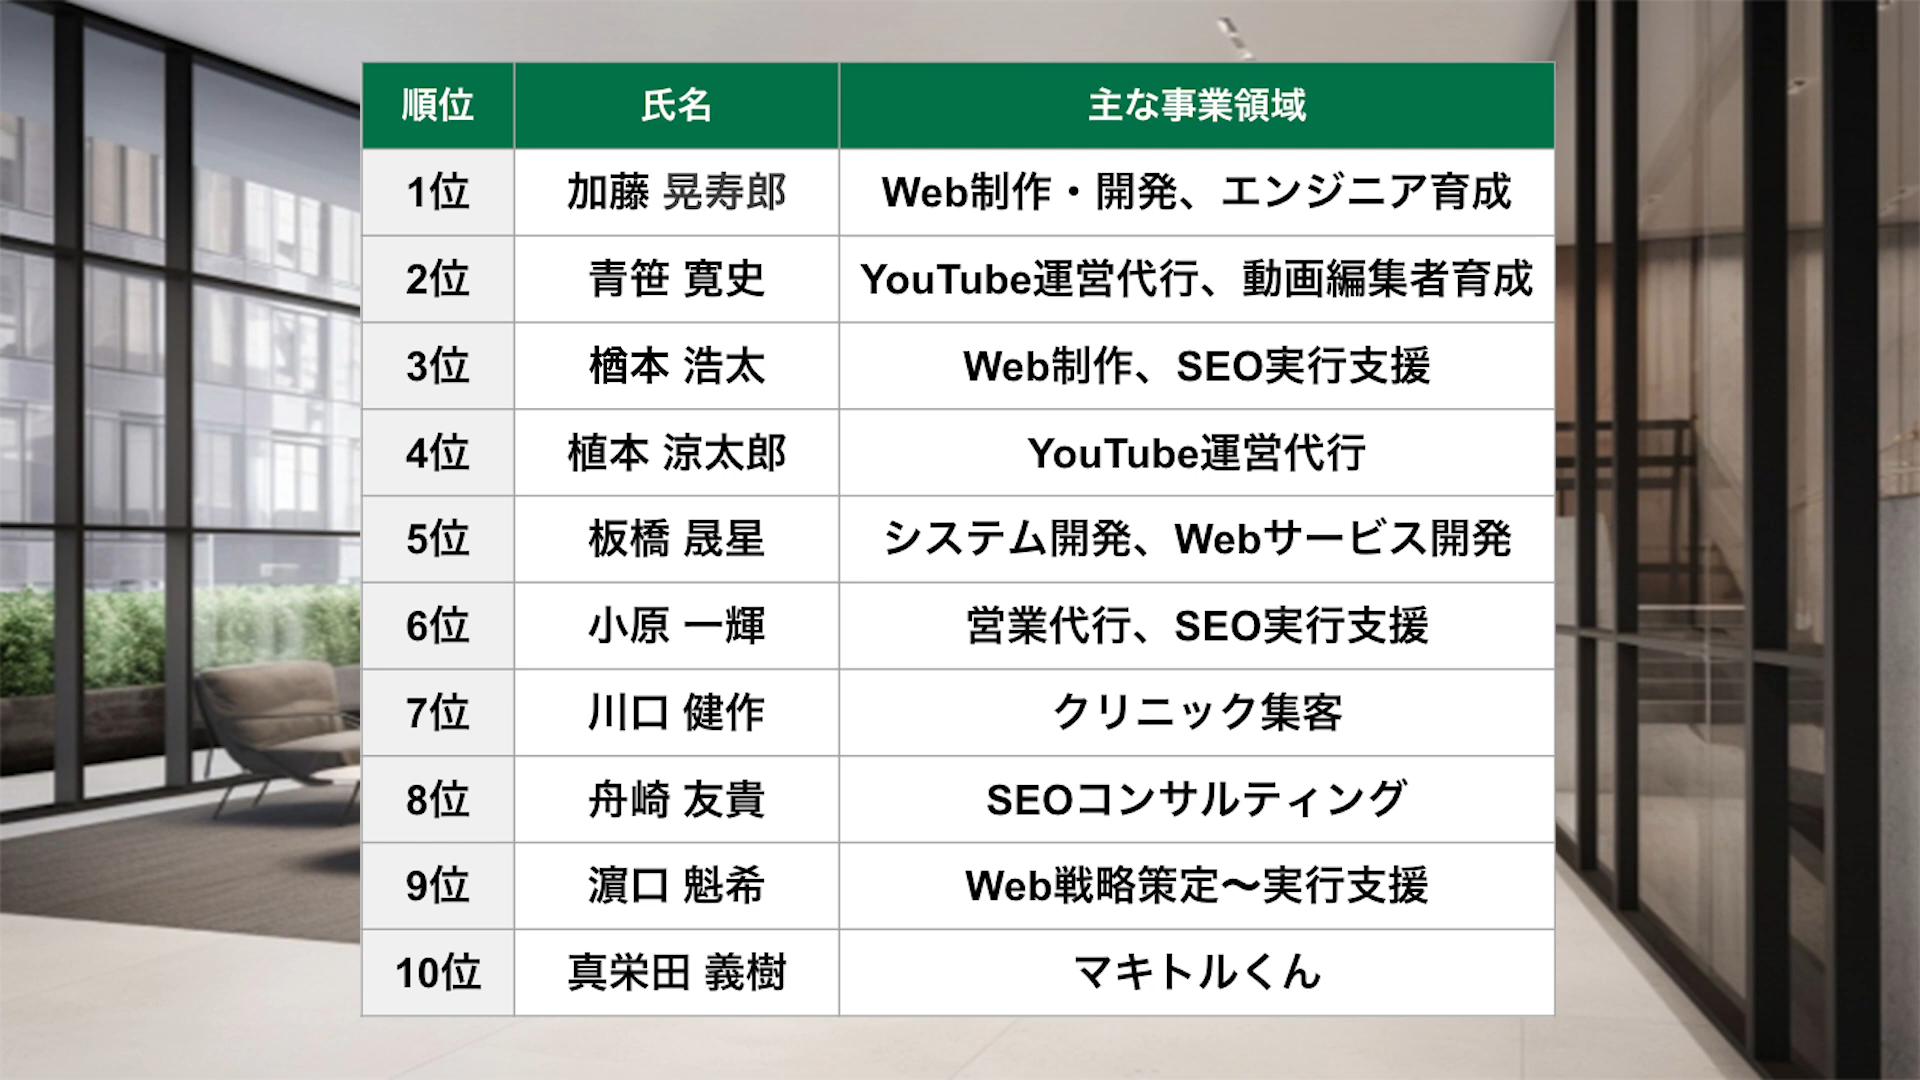 順位 氏名 主な事業領域
1位 加藤 晃寿郎 Web制作・開発、エンジニア育成
2位 青笹 寛史 YouTube運営代行、動画編集者育成
3位 楢本 浩太 Web制作、SEO実行支援
4位 植本 涼太郎 YouTube運営代行
5位 板橋 晟星 システム開発、Webサービス開発
6位 小原 一輝 営業代行、SEO実行支援
7位 川口 健作 クリニック集客
8位 舟崎 友貴 SEOコンサルティング
9位 濵口 魁希 Web戦略策定〜実行支援
10位 真栄田 義樹 マキトルくん